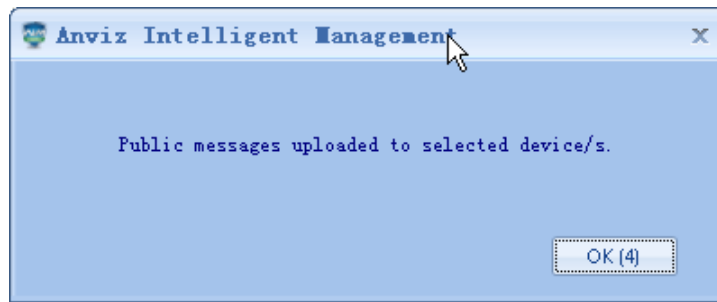 Anviz Intelligent Management
Public messages uploaded to selected device/s.
OK (4)